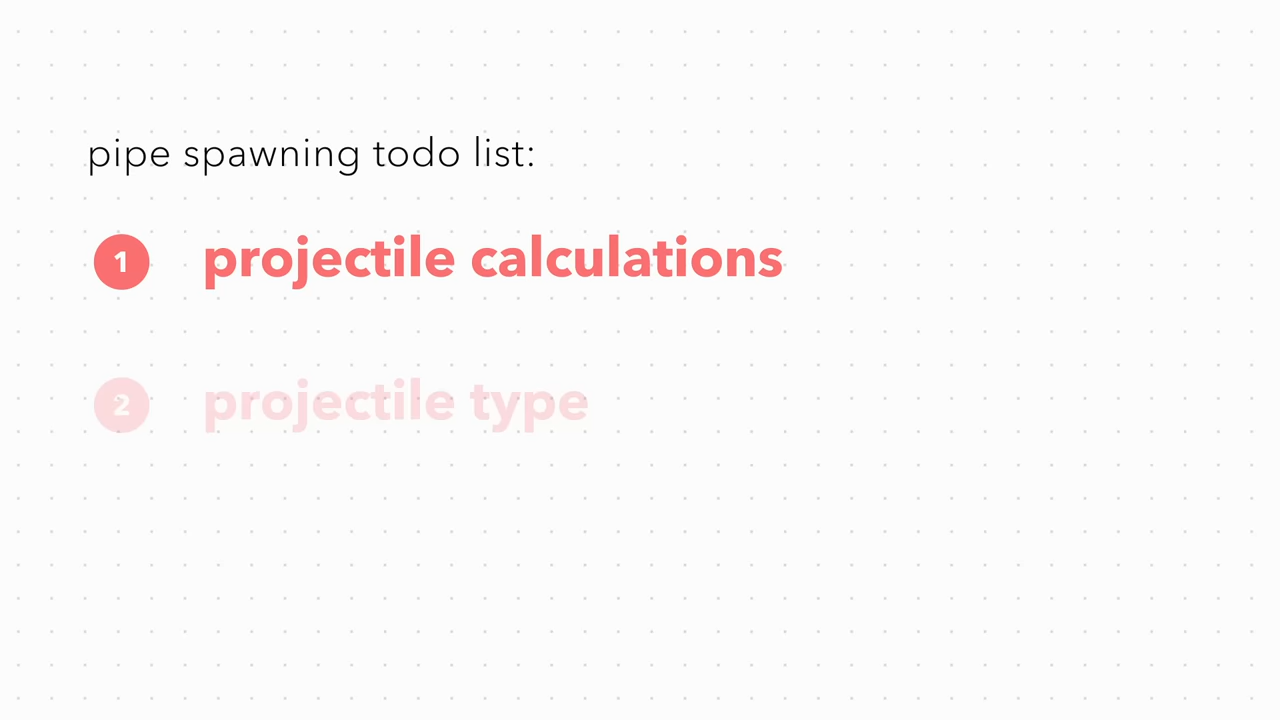 pipe spawning todo list:
1 projectile calculations
2 projectile type